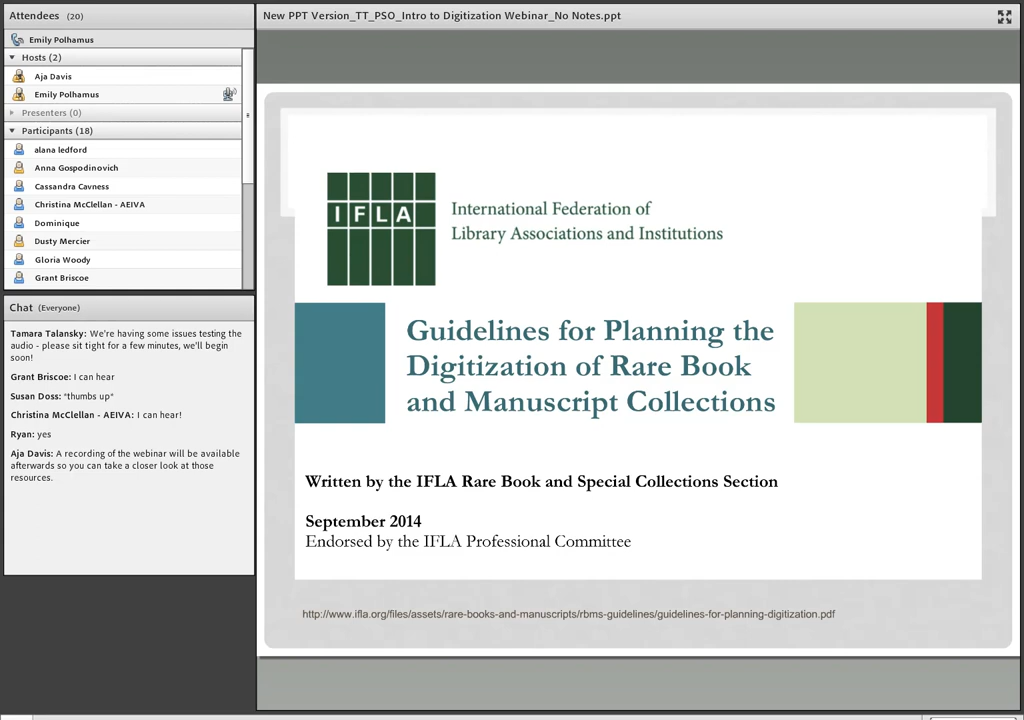 Attendees (20)
Emily Polhamus
Hosts (2)
Aja Davis
Emily Polhamus
Presenters (0)
Participants (18)
alana ledford
Anna Gospodinovich
Cassandra Cavness
Christina McClellan - AEIVA
Dominique
Dusty Mercier
Gloria Woody
Grant Briscoe
Chat (Everyone)
Tamara Talansky: We're having some issues testing the
audio - please sit tight for a few minutes, we'll begin
soon!
Grant Briscoe: I can hear
Susan Doss: *thumbs up*
Christina McClellan - AEIVA: I can hear!
Ryan: yes
Aja Davis: A recording of the webinar will be available
afterwards so you can take a closer look at those
resources.
New PPT Version_TT_PSO_Intro to Digitization Webinar_No Notes.ppt
IFLA
International Federation of
Library Associations and Institutions
Guidelines for Planning the
Digitization of Rare Book
and Manuscript Collections
Written by the IFLA Rare Book and Special Collections Section
September 2014
Endorsed by the IFLA Professional Committee
http://www.ifla.org/files/assets/rare-books-and-manuscripts/rbms-guidelines/guidelines-for-planning-digitization.pdf